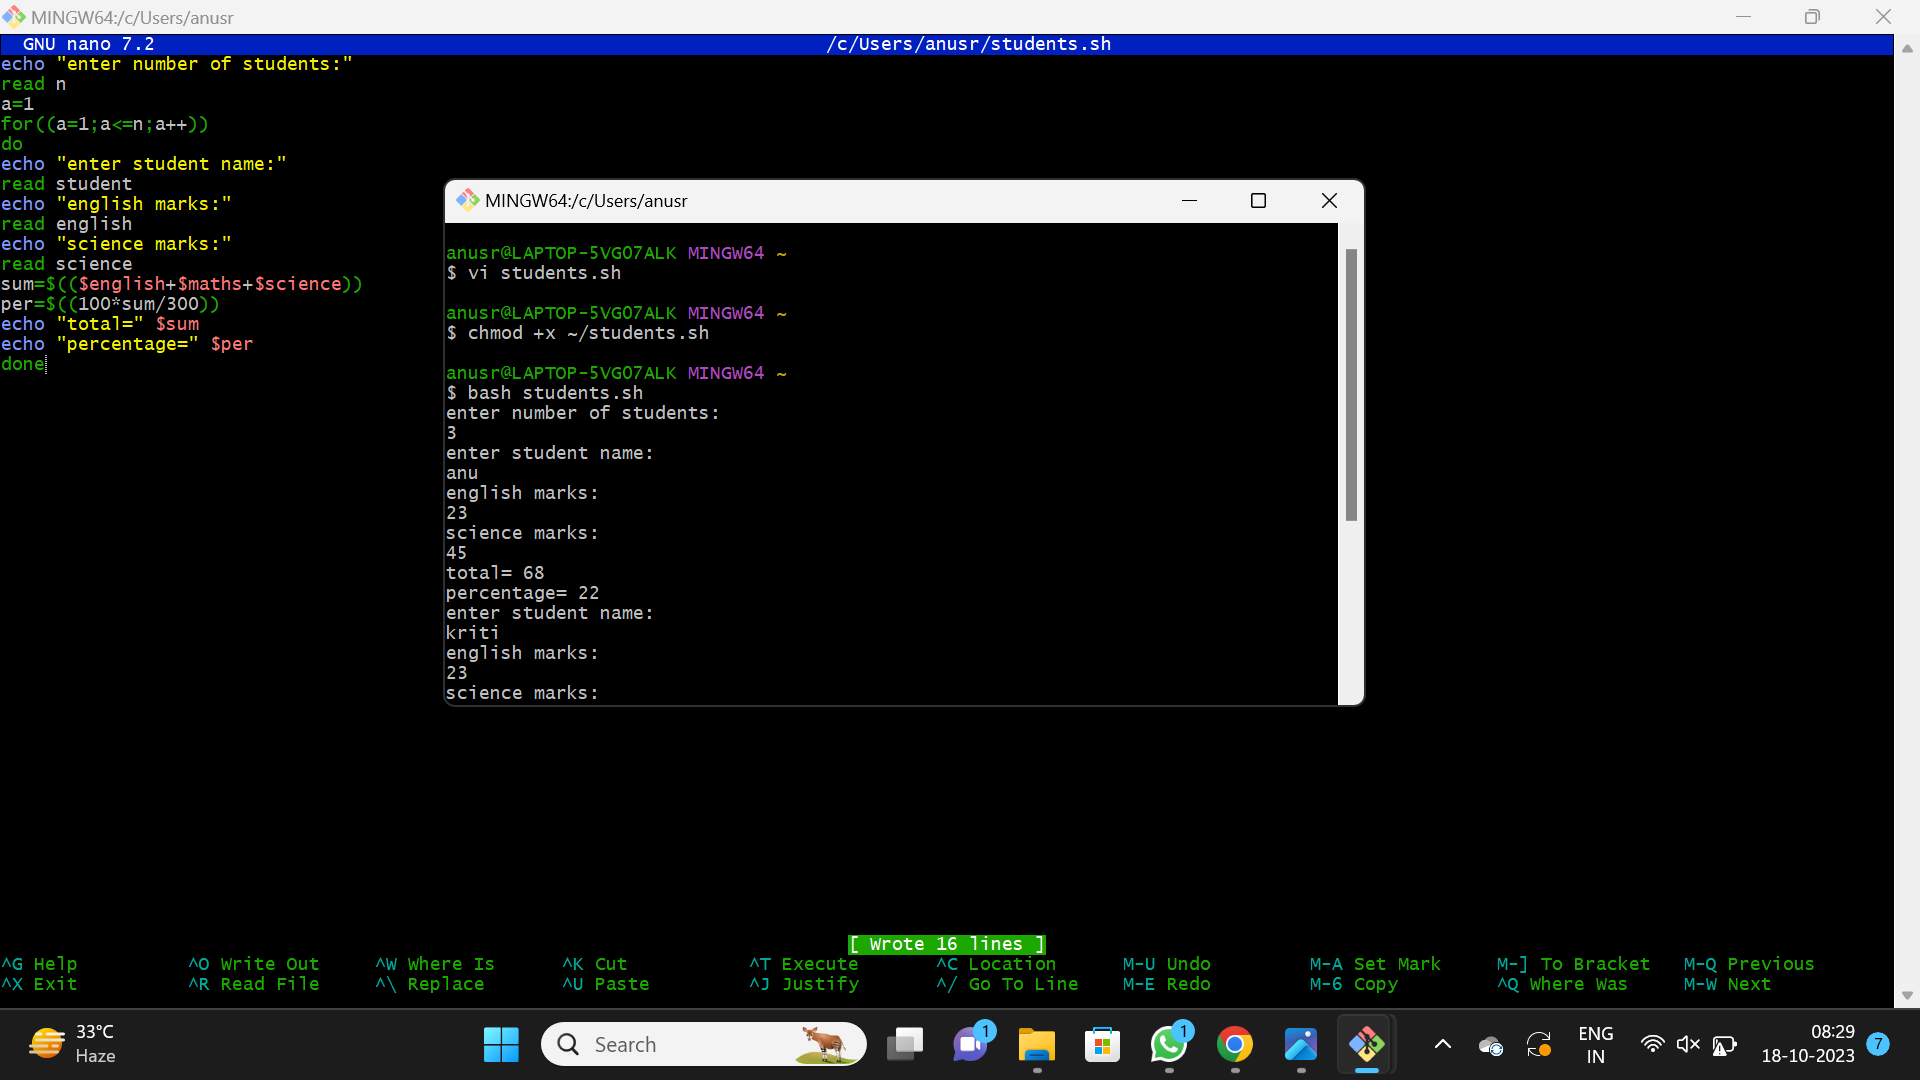 MINGW64:/c/Users/anusr
GNU nano 7.2 /c/Users/anusr/students.sh
echo "enter number of students:"
read n
a=1
for((a=1;a<=n;a++))
do
echo "enter student name:"
read student
echo "english marks:"
read english
echo "science marks:"
read science
sum=$(($english+$maths+$science))
per=$((100*sum/300))
echo "total=" $sum
echo "percentage=" $per
done
MINGW64:/c/Users/anusr
anusr@LAPTOP-5VG07ALK MINGW64 ~
$ vi students.sh
anusr@LAPTOP-5VG07ALK MINGW64 ~
$ chmod +x ~/students.sh
anusr@LAPTOP-5VG07ALK MINGW64 ~
$ bash students.sh
enter number of students:
3
enter student name:
anu
english marks:
23
science marks:
45
total= 68
percentage= 22
enter student name:
kriti
english marks:
23
science marks:
[ Wrote 16 lines ]
^G Help ^O Write Out ^W Where Is ^K Cut ^T Execute ^C Location M-U Undo M-A Set Mark M-] To Bracket M-Q Previous
^X Exit ^R Read File ^\ Replace ^U Paste ^J Justify ^/ Go To Line M-E Redo M-6 Copy ^Q Where Was M-W Next
33°C
Haze
Search
1
1
ENG
IN
08:29
18-10-2023
7